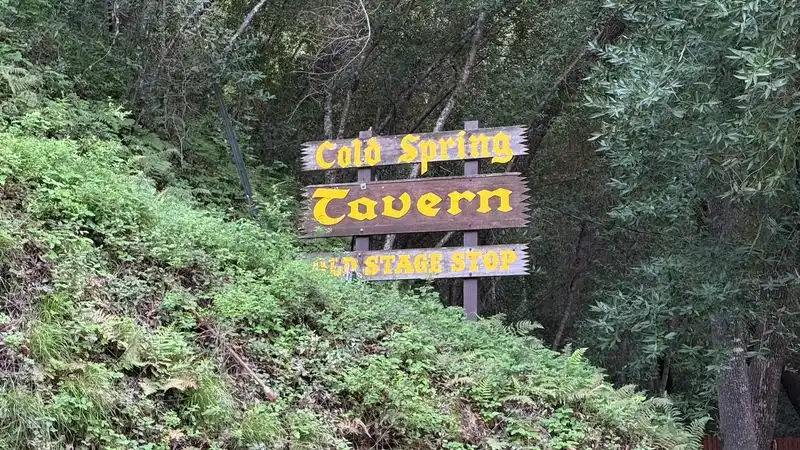 Cold Spring
Tavern
OLD STAGE STOP